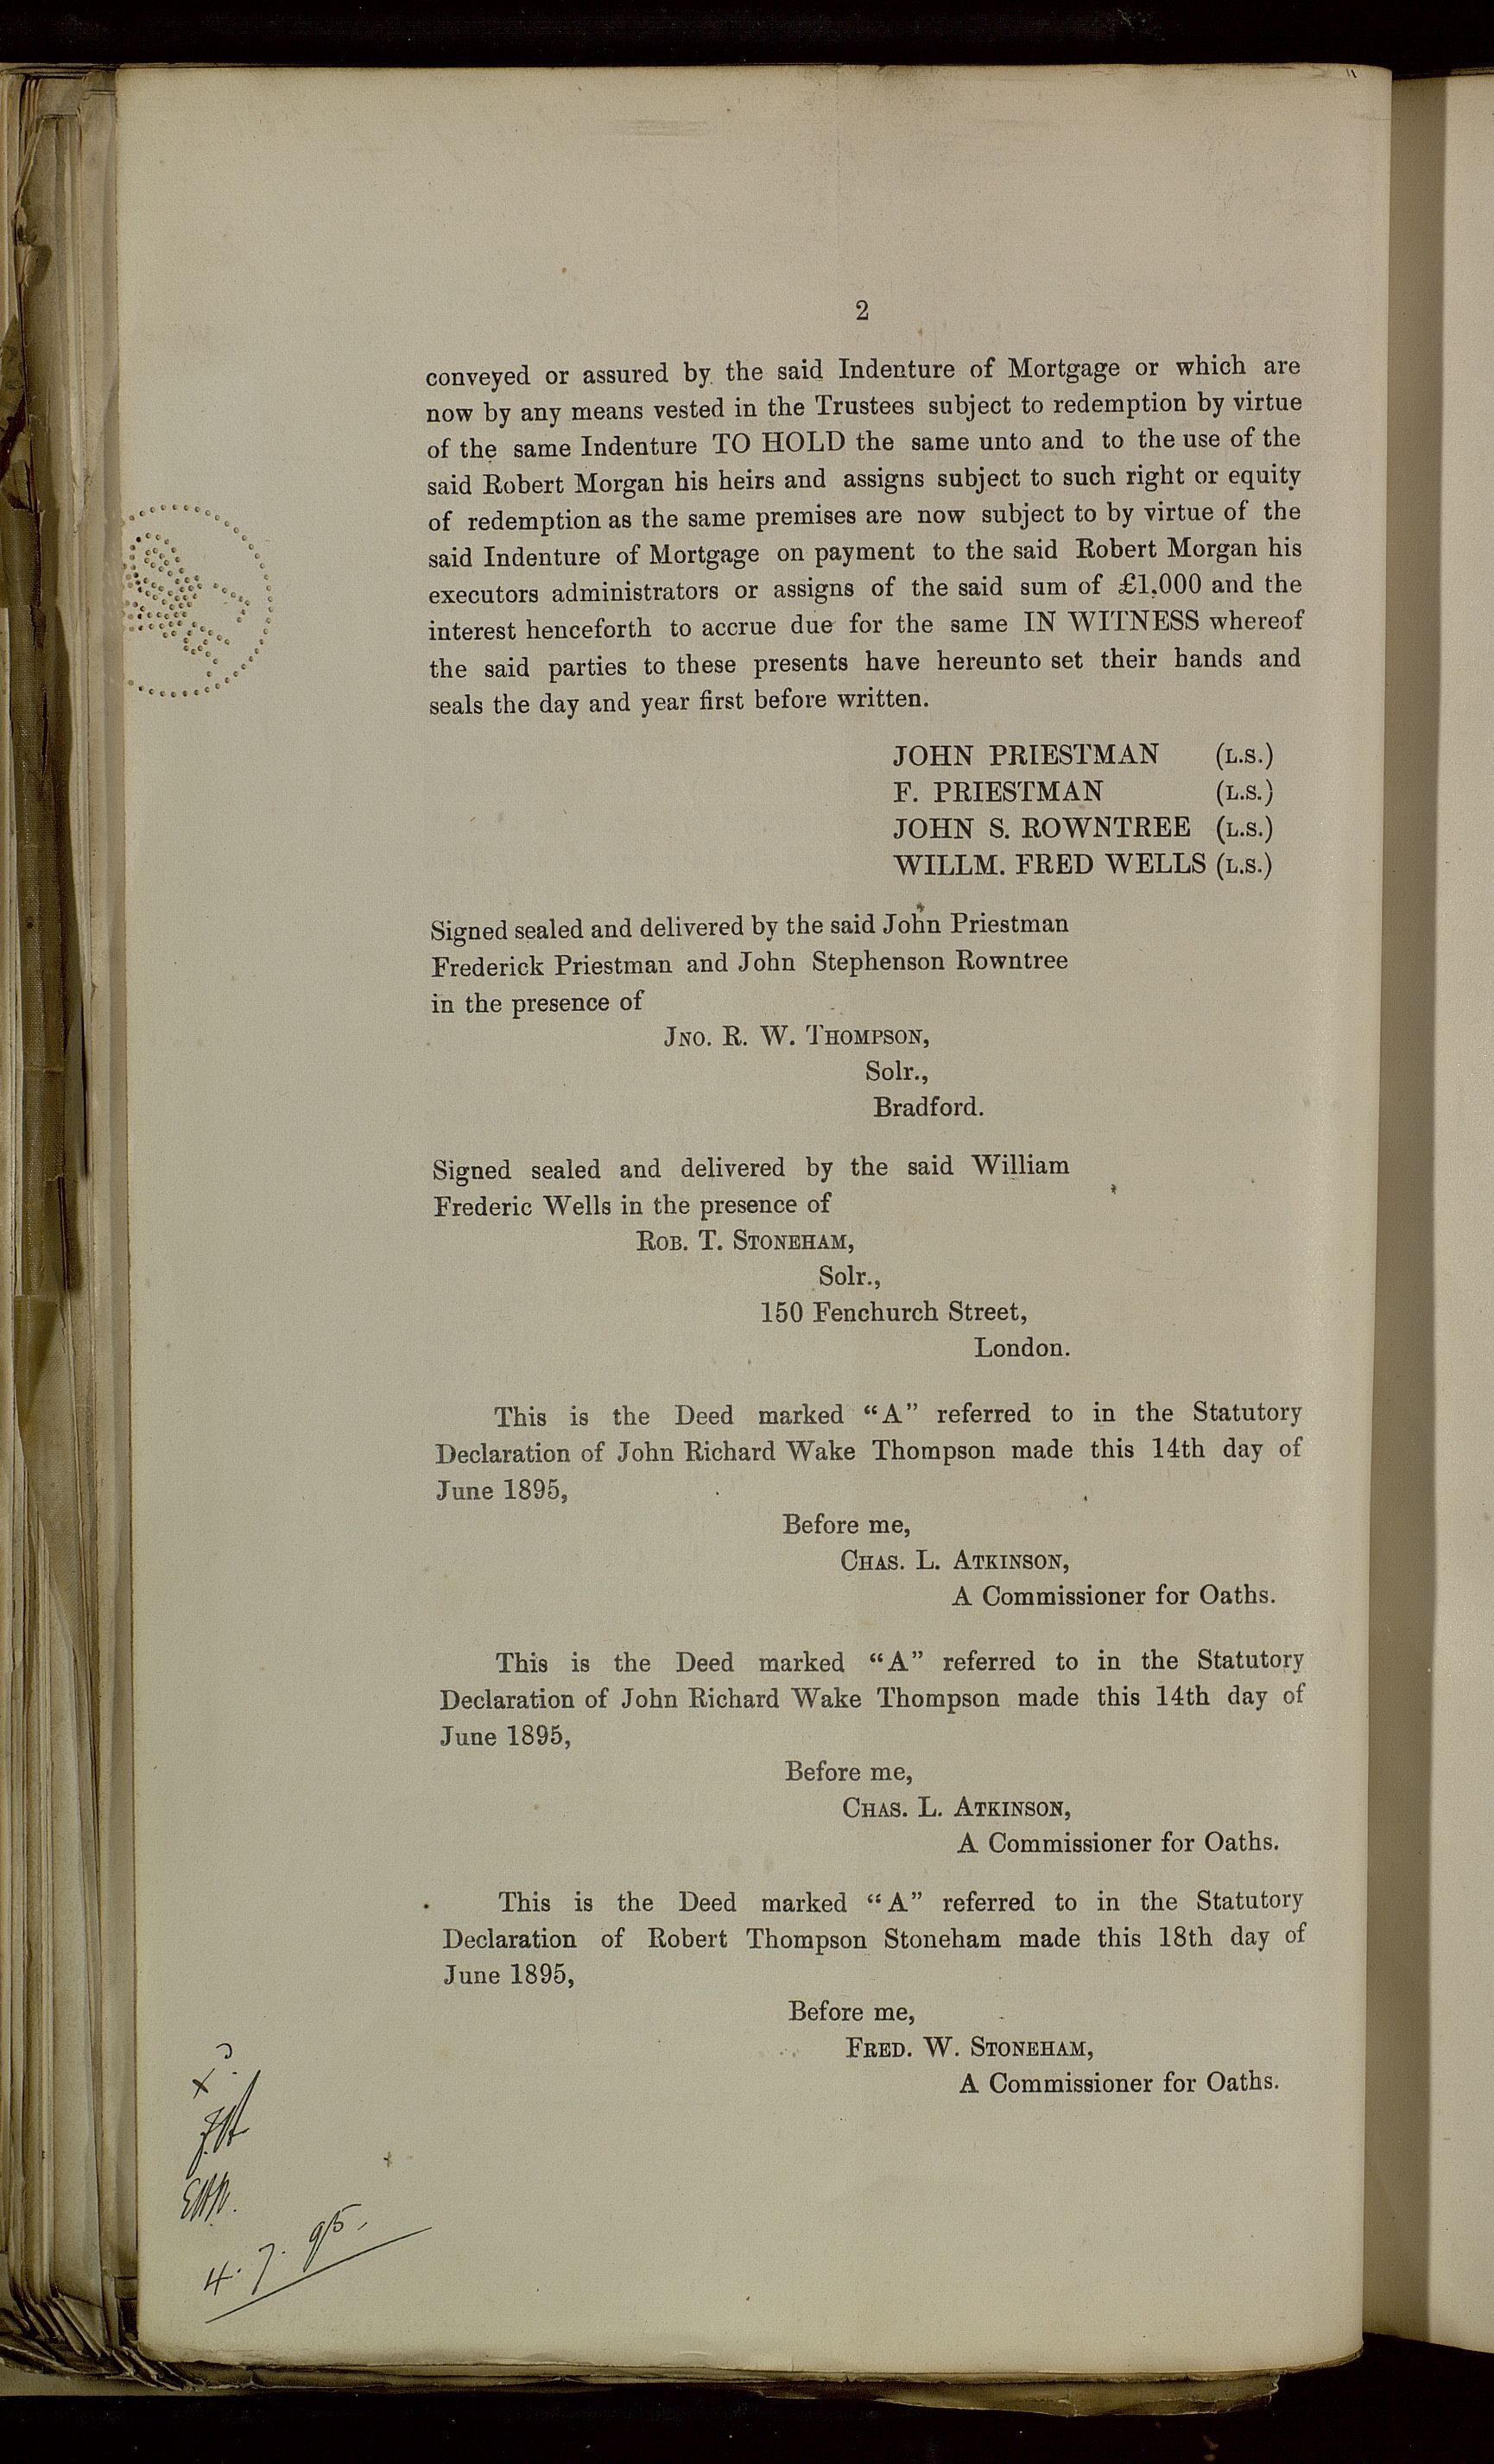 2
conveyed or assured by the said Indenture of Mortgage or which are
now by any means vested in the Trustees subject to redemption by virtue
of the same Indenture TO HOLD the same unto and to the use of the
said Robert Morgan his heirs and assigns subject to such right or equity
of redemption as the same premises are now subject to by virtue of the
said Indenture of Mortgage on payment to the said Robert Morgan his
executors administrators or assigns of the said sum of £1,000 and the
interest henceforth to accrue due for the same IN WITNESS whereof
the said parties to these presents have hereunto set their hands and
seals the day and year first before written.
JOHN PRIESTMAN (L.S.)
F. PRIESTMAN (L.S.)
JOHN S. ROWNTREE (L.S.)
WILLM. FRED WELLS (L.S.)
Signed sealed and delivered by the said John Priestman
Frederick Priestman and John Stephenson Rowntree
in the presence of
JNO. R. W. THOMPSON,
Solr.,
Bradford.
Signed sealed and delivered by the said William
Frederic Wells in the presence of
ROB. T. STONEHAM,
Solr.,
150 Fenchurch Street,
London.
This is the Deed marked “A” referred to in the Statutory
Declaration of John Richard Wake Thompson made this 14th day of
June 1895,
Before me,
CHAS. L. ATKINSON,
A Commissioner for Oaths.
This is the Deed marked “A” referred to in the Statutory
Declaration of John Richard Wake Thompson made this 14th day of
June 1895,
Before me,
CHAS. L. ATKINSON,
A Commissioner for Oaths.
This is the Deed marked “A” referred to in the Statutory
Declaration of Robert Thompson Stoneham made this 18th day of
June 1895,
Before me,
FRED. W. STONEHAM,
A Commissioner for Oaths.
4. 7. 95.